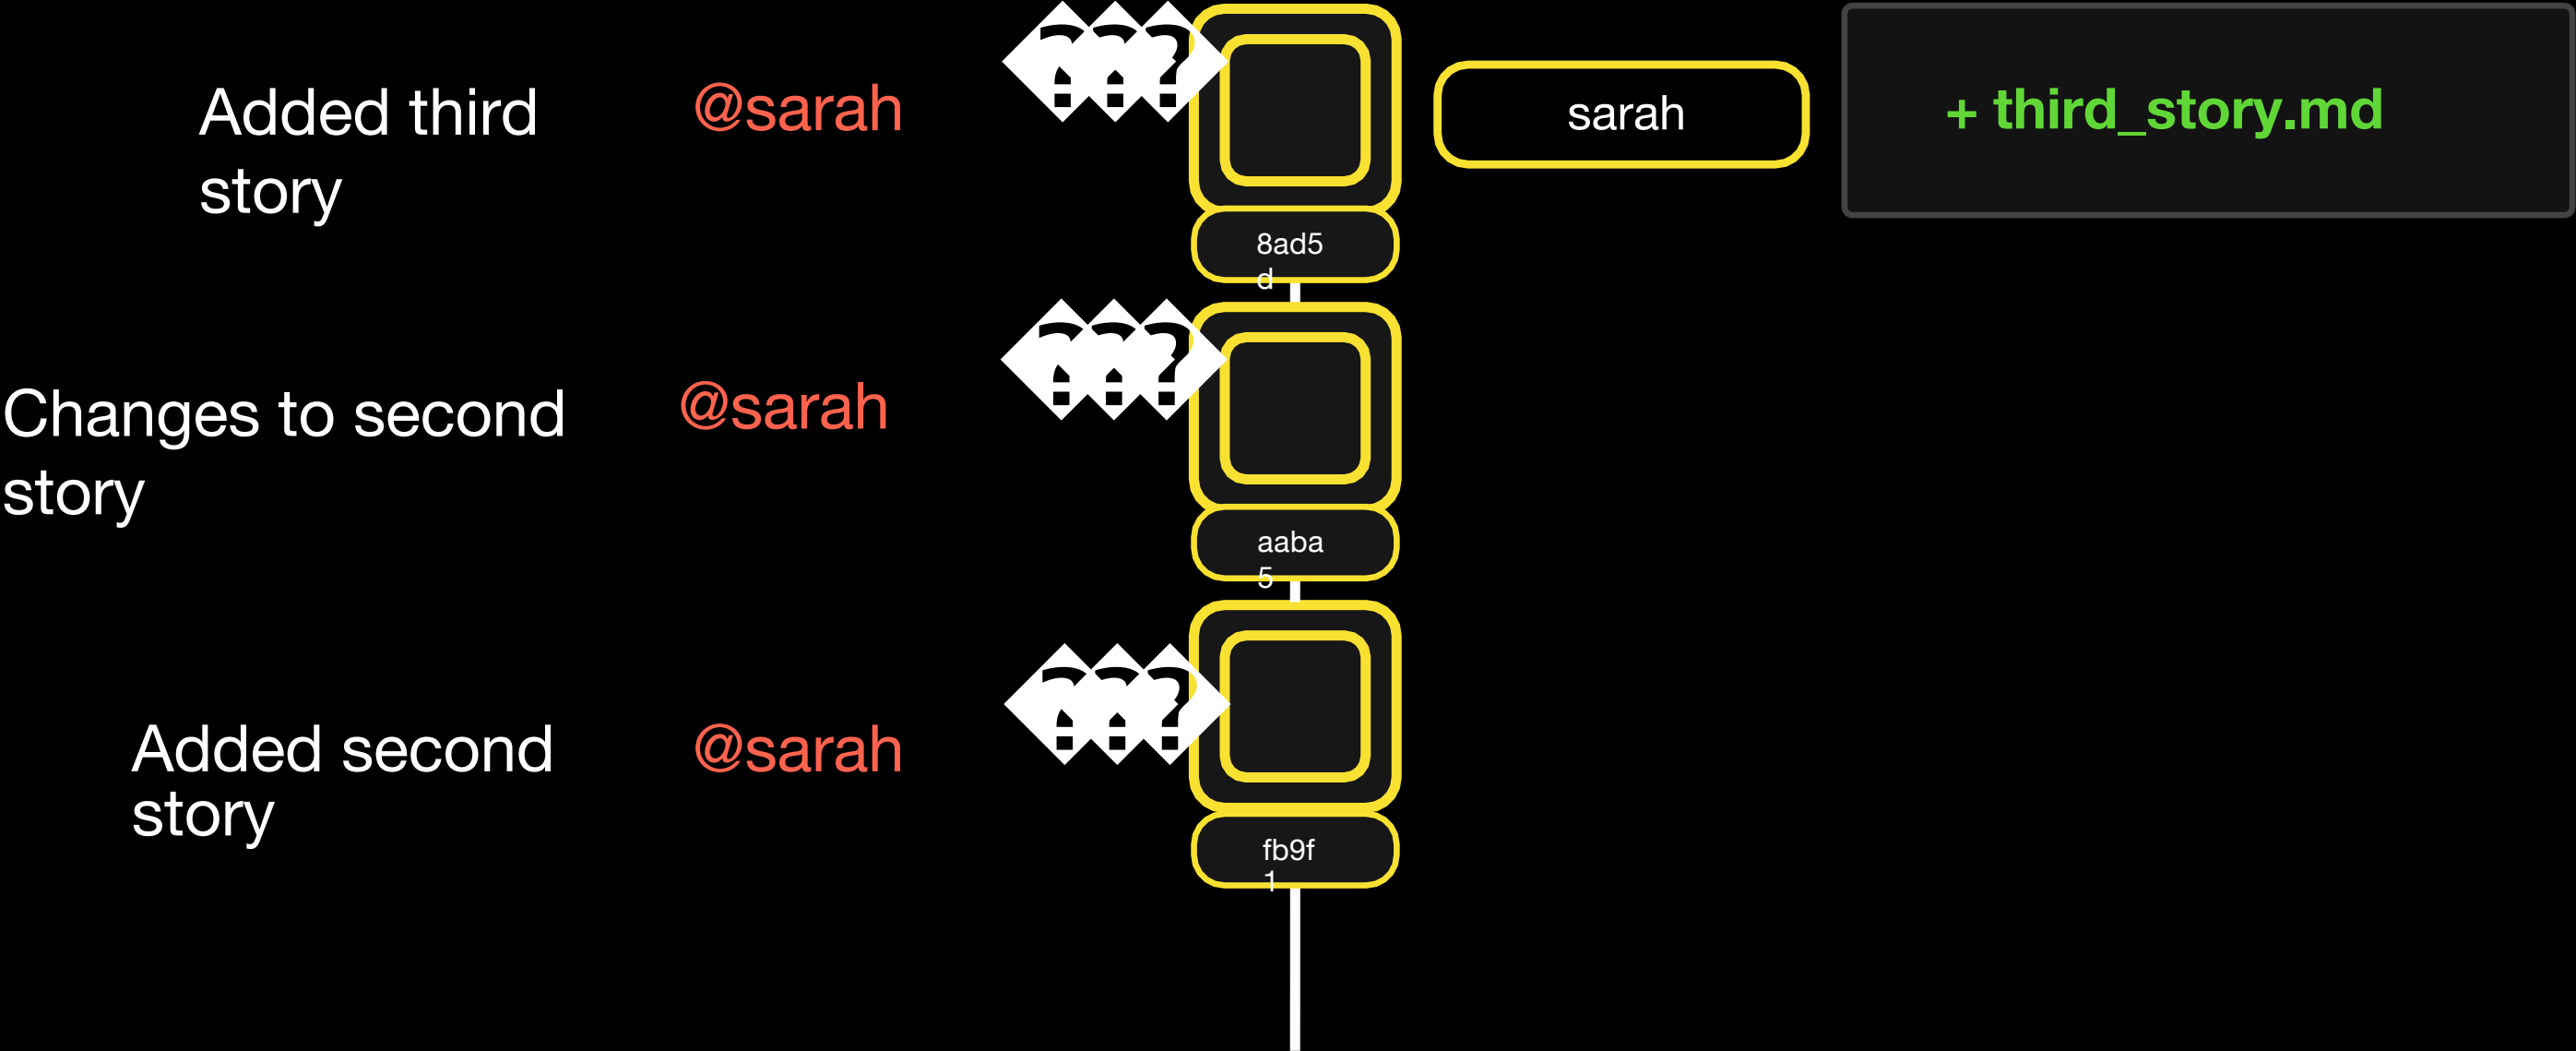 Added third
story
@sarah
���
sarah
+ third_story.md
8ad5
d
Changes to second
story
@sarah
���
aaba
5
Added second
story
@sarah
���
fb9f
1